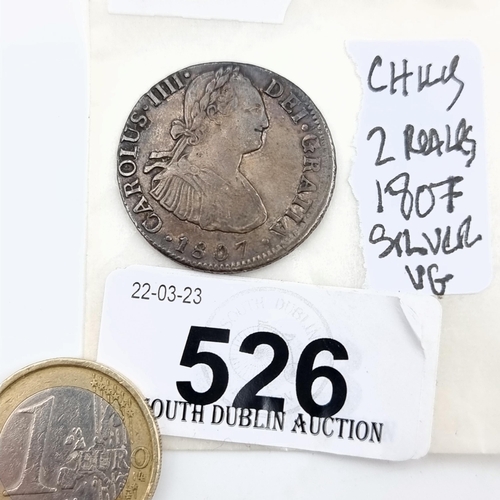 CAROLUS·IIII·DEI·GRATIA·
·1807·
2 REALES
1807
SILVER
VG
22-03-23
526
SOUTH DUBLIN AUCTION
1
EURO